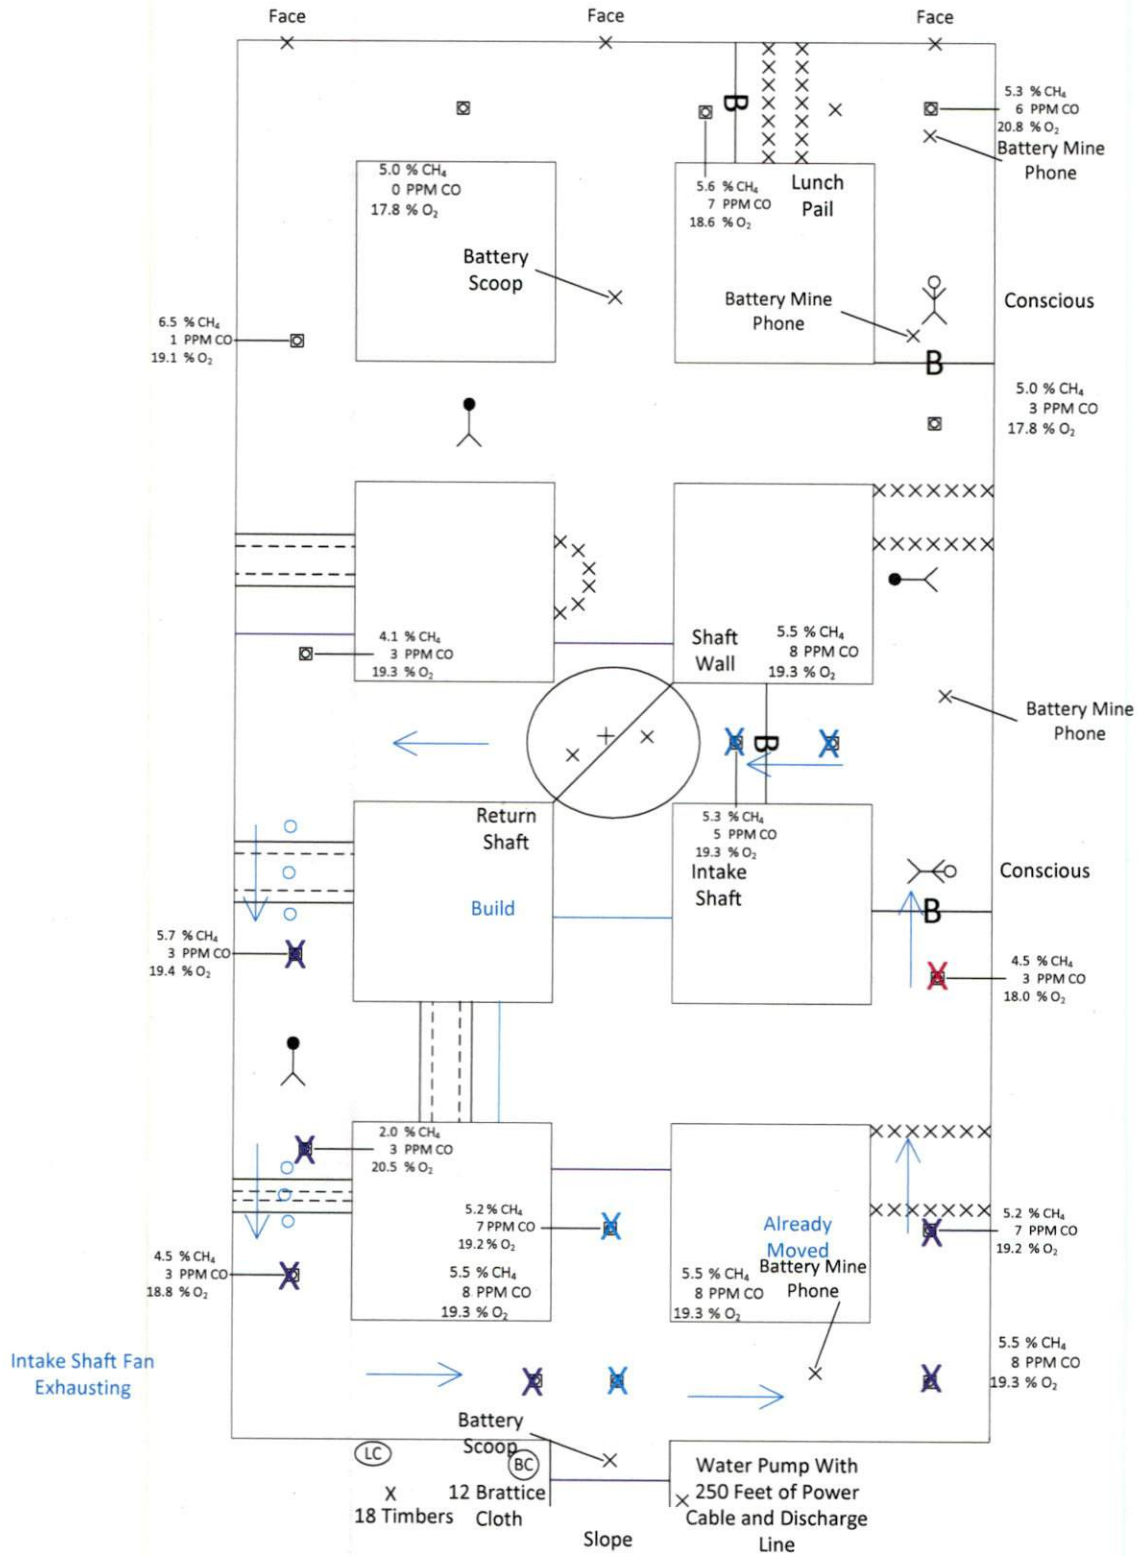 Face
Face
Face
5.3 % CH₄
6 PPM CO
20.8 % O₂
Battery Mine
Phone
B
5.0 % CH₄
0 PPM CO
17.8 % O₂
5.6 % CH₄
7 PPM CO
18.6 % O₂
Lunch
Pail
Battery
Scoop
Battery Mine
Phone
Conscious
6.5 % CH₄
1 PPM CO
19.1 % O₂
B
5.0 % CH₄
3 PPM CO
17.8 % O₂
4.1 % CH₄
3 PPM CO
19.3 % O₂
Shaft
Wall
5.5 % CH₄
8 PPM CO
19.3 % O₂
Battery Mine
Phone
B
Return
Shaft
5.3 % CH₄
5 PPM CO
19.3 % O₂
Intake
Shaft
Conscious
Build
B
5.7 % CH₄
3 PPM CO
19.4 % O₂
4.5 % CH₄
3 PPM CO
18.0 % O₂
2.0 % CH₄
3 PPM CO
20.5 % O₂
5.2 % CH₄
7 PPM CO
19.2 % O₂
Already
Moved
5.2 % CH₄
7 PPM CO
19.2 % O₂
4.5 % CH₄
3 PPM CO
18.8 % O₂
5.5 % CH₄
8 PPM CO
19.3 % O₂
5.5 % CH₄
8 PPM CO
19.3 % O₂
Battery Mine
Phone
Intake Shaft Fan
Exhausting
5.5 % CH₄
8 PPM CO
19.3 % O₂
Battery
Scoop
LC
BC
X
18 Timbers
12 Brattice
Cloth
Slope
Water Pump With
250 Feet of Power
Cable and Discharge
Line